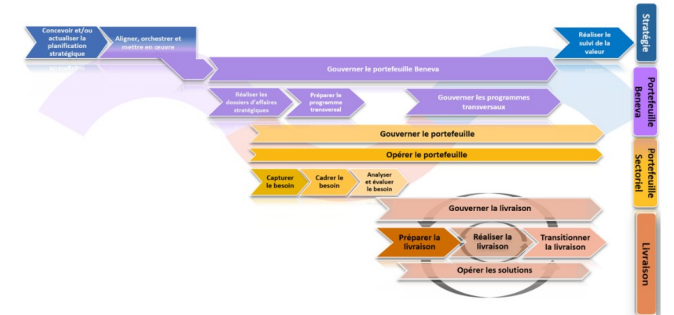 Concevoir et/ou
actualiser la
planification
stratégique
Aligner, orchestrer et
mettre en œuvre
Réaliser le
suivi de la
valeur
Stratégie
Gouverner le portefeuille Beneva
Réaliser les
dossiers d'affaires
stratégiques
Préparer le
programme
transversal
Gouverner les programmes
transversaux
Portefeuille
Beneva
Gouverner le portefeuille
Opérer le portefeuille
Capturer
le besoin
Cadrer le
besoin
Analyser
et évaluer
le besoin
Portefeuille
Sectoriel
Gouverner la livraison
Préparer la
livraison
Réaliser la
livraison
Transitionner
la livraison
Opérer les solutions
Livraison